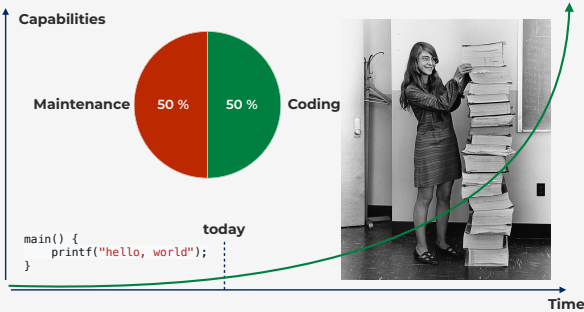 Capabilities
Maintenance
50 %
50 %
Coding
today
main() {
    printf("hello, world");
}
Time